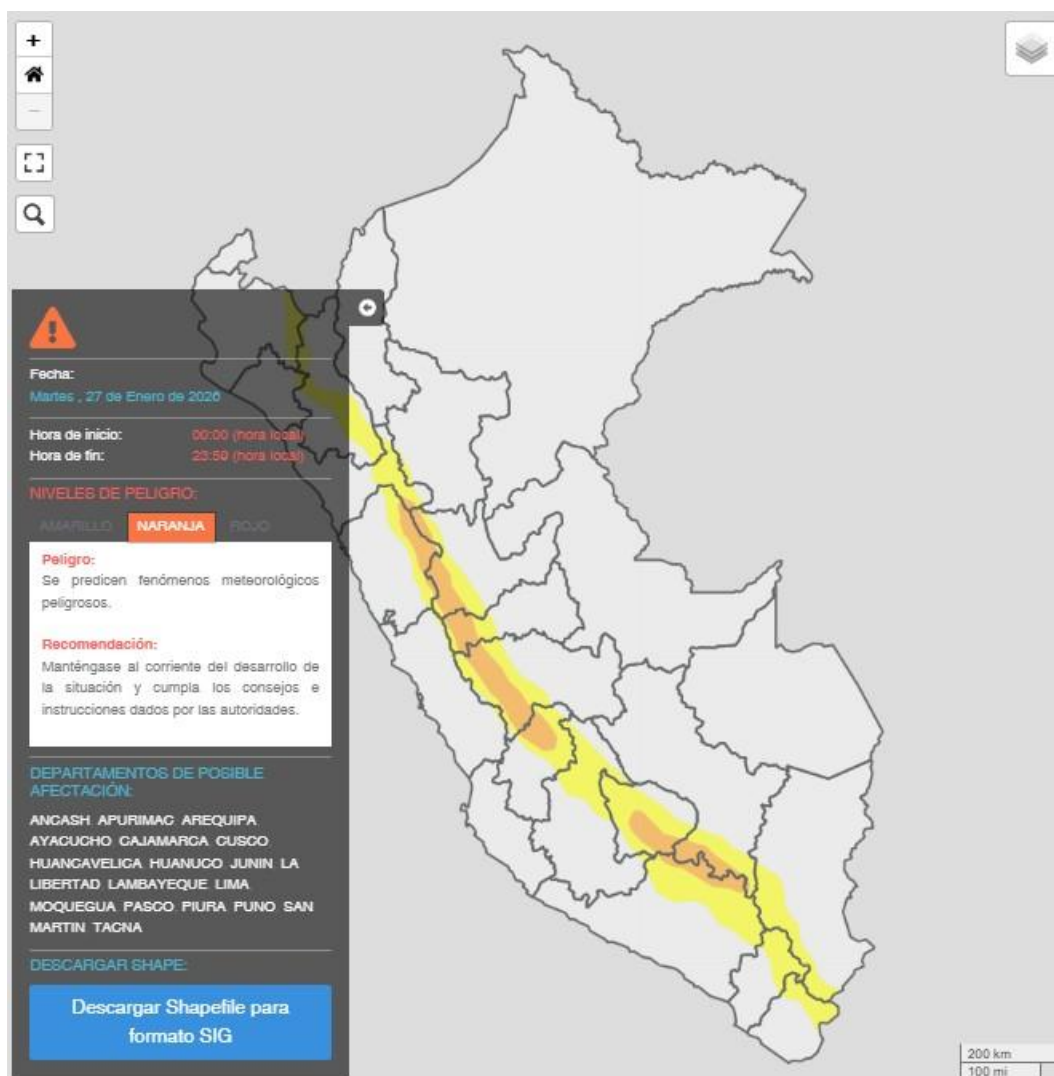 +
−
Fecha:
Martes , 27 de Enero de 2026
Hora de inicio: 00:00 (hora local)
Hora de fin: 23:59 (hora local)
NIVELES DE PELIGRO:
AMARILLO NARANJA ROJO
Peligro:
Se predicen fenómenos meteorológicos
peligrosos.
Recomendación:
Manténgase al corriente del desarrollo de
la situación y cumpla los consejos e
instrucciones dados por las autoridades.
DEPARTAMENTOS DE POSIBLE
AFECTACIÓN:
ANCASH APURIMAC AREQUIPA
AYACUCHO CAJAMARCA CUSCO
HUANCAVELICA HUANUCO JUNIN LA
LIBERTAD LAMBAYEQUE LIMA
MOQUEGUA PASCO PIURA PUNO SAN
MARTIN TACNA
DESCARGAR SHAPE:
Descargar Shapefile para
formato SIG
200 km
100 mi